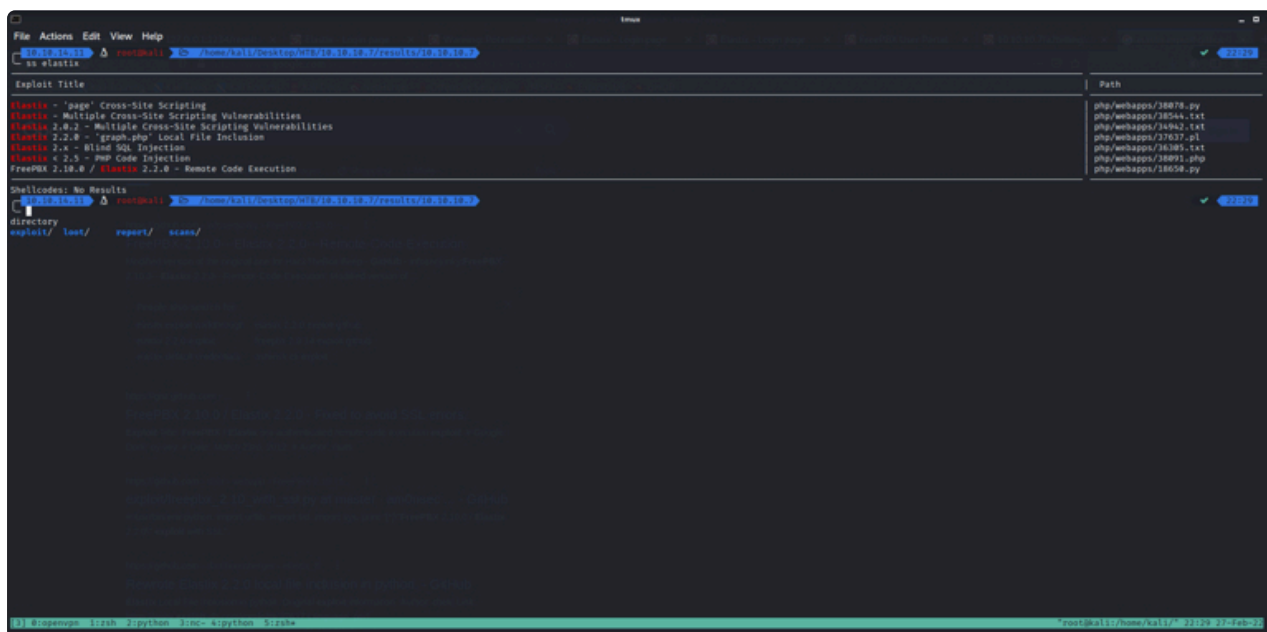 tmux
File Actions Edit View Help
10.10.14.11 root@kali /home/kali/Desktop/HTB/10.10.10.7/results/10.10.10.7 22:29
ss elastix
Exploit Title | Path
Elastix - 'page' Cross-Site Scripting | php/webapps/38078.py
Elastix - Multiple Cross-Site Scripting Vulnerabilities | php/webapps/38544.txt
Elastix 2.0.2 - Multiple Cross-Site Scripting Vulnerabilities | php/webapps/34942.txt
Elastix 2.2.0 - 'graph.php' Local File Inclusion | php/webapps/37637.pl
Elastix 2.x - Blind SQL Injection | php/webapps/36305.txt
Elastix < 2.5 - PHP Code Injection | php/webapps/38091.php
FreePBX 2.10.0 / Elastix 2.2.0 - Remote Code Execution | php/webapps/18650.py
Shellcodes: No Results
10.10.14.11 root@kali /home/kali/Desktop/HTB/10.10.10.7/results/10.10.10.7 22:29
directory
exploit/ loot/ report/ scans/
[3] 0:openvpn 1:zsh 2:python 3:nc- 4:python 5:zsh* "root@kali:/home/kali/" 22:29 27-Feb-22